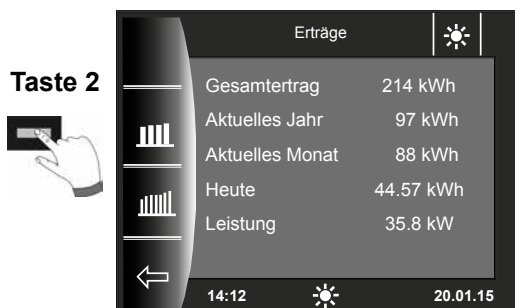 Erträge
Taste 2
Gesamtertrag 214 kWh
Aktuelles Jahr 97 kWh
Aktuelles Monat 88 kWh
Heute 44.57 kWh
Leistung 35.8 kW
14:12 20.01.15